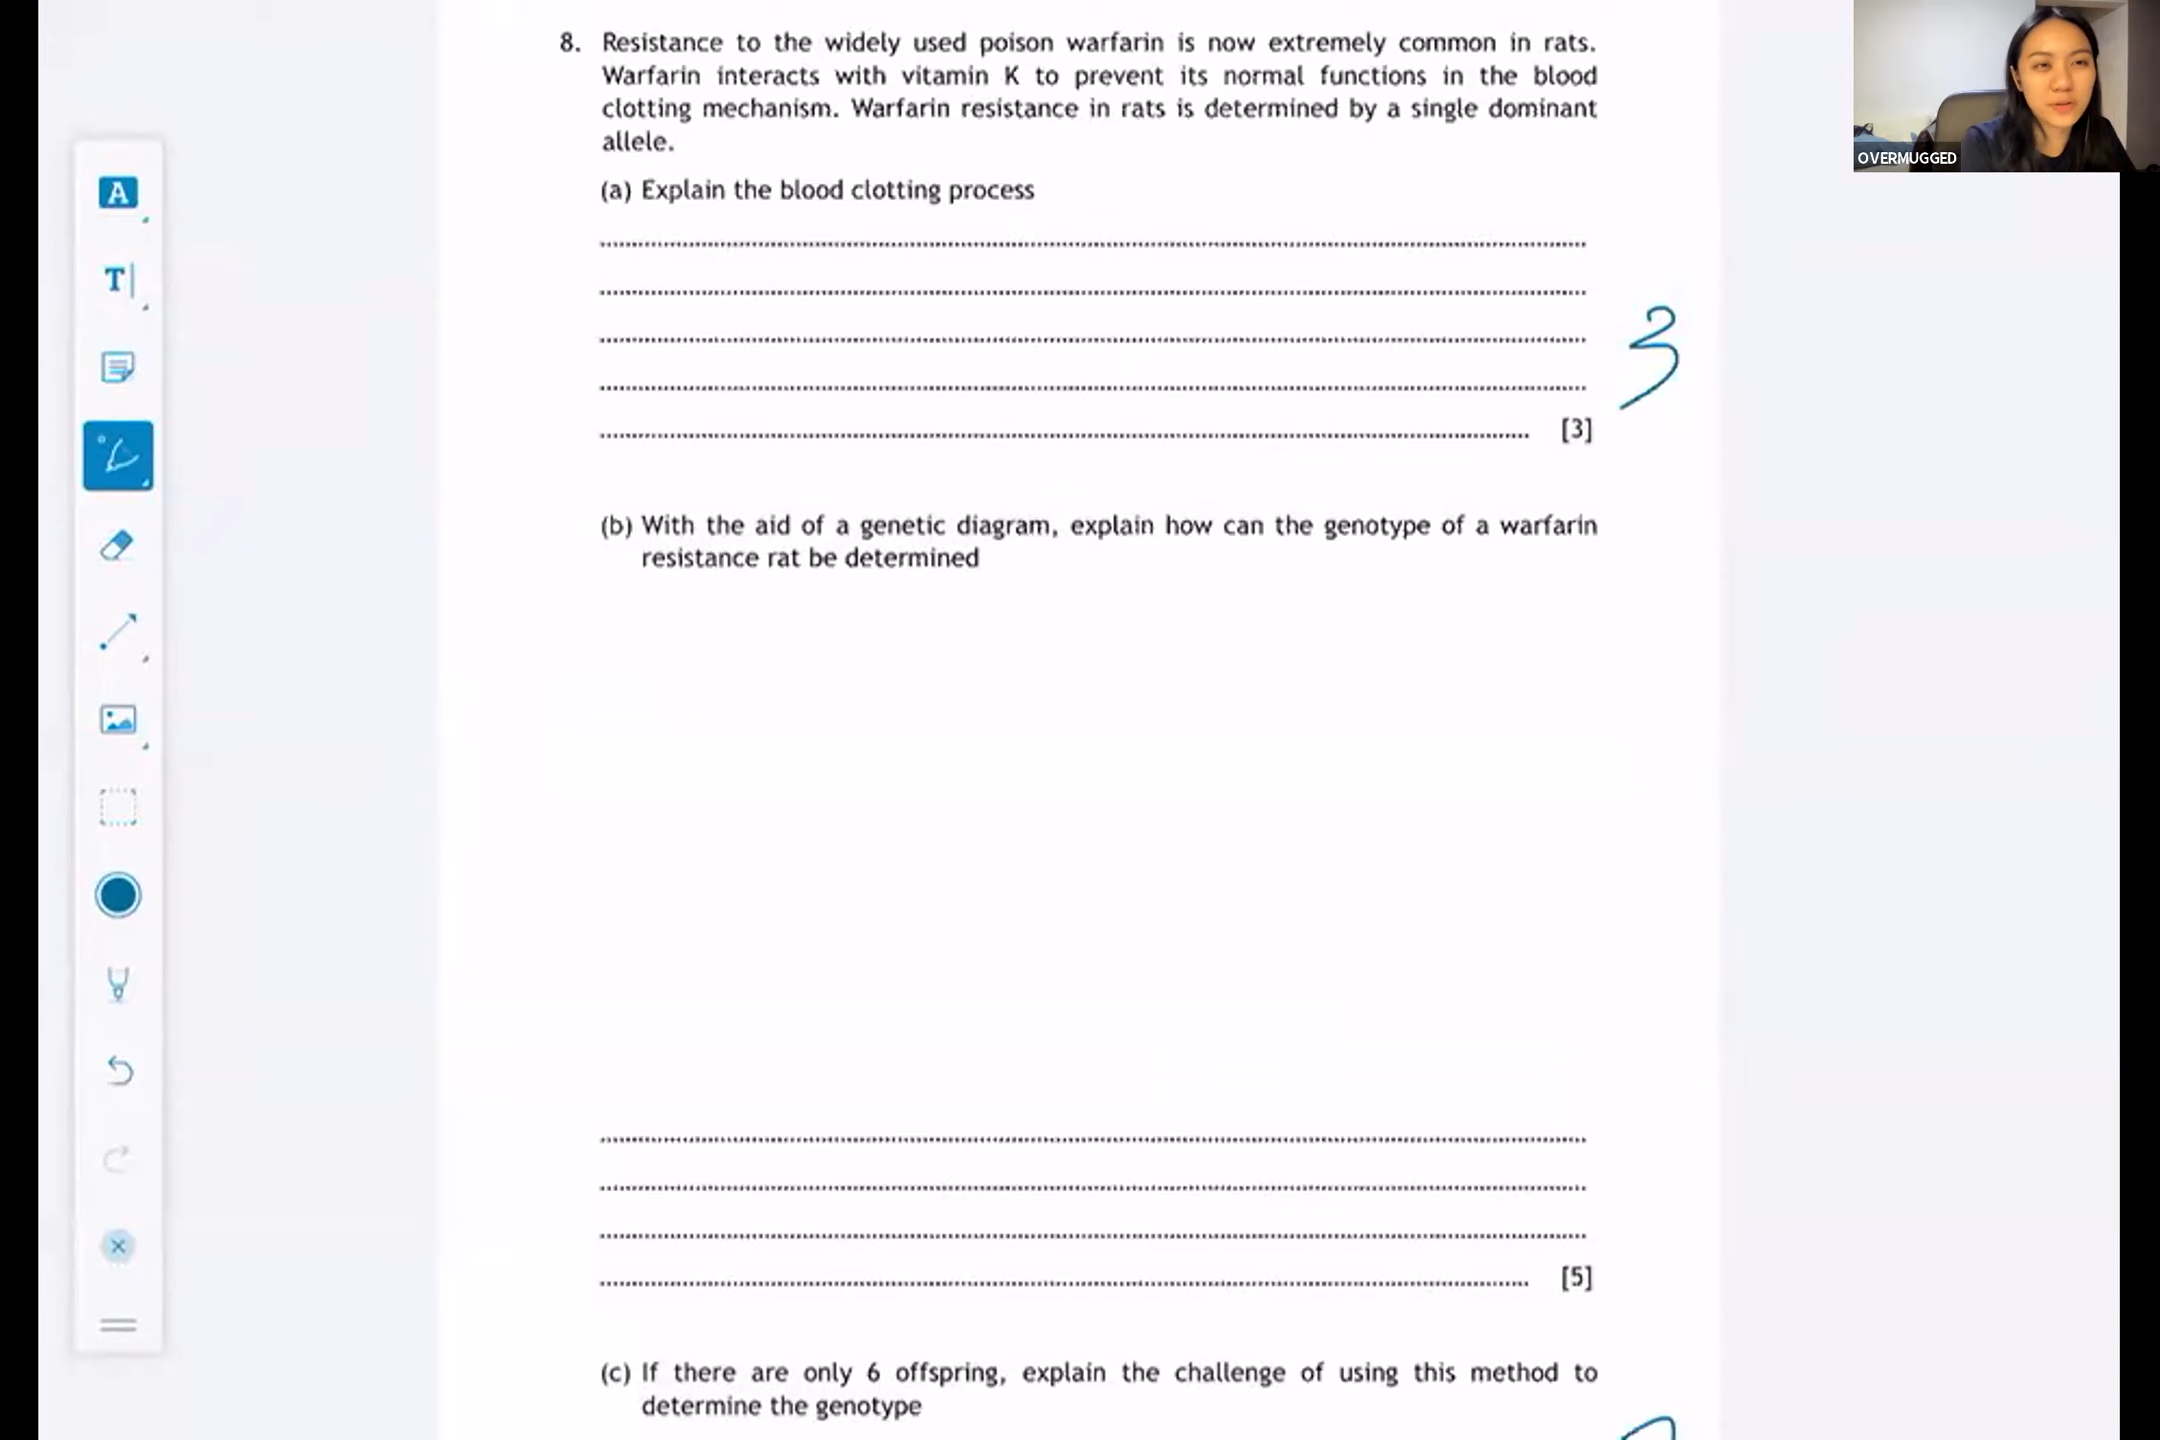 8. Resistance to the widely used poison warfarin is now extremely common in rats.
Warfarin interacts with vitamin K to prevent its normal functions in the blood
clotting mechanism. Warfarin resistance in rats is determined by a single dominant
allele.
OVERMUGGED
(a) Explain the blood clotting process
3
[3]
(b) With the aid of a genetic diagram, explain how can the genotype of a warfarin
resistance rat be determined
[5]
(c) If there are only 6 offspring, explain the challenge of using this method to
determine the genotype
A
T